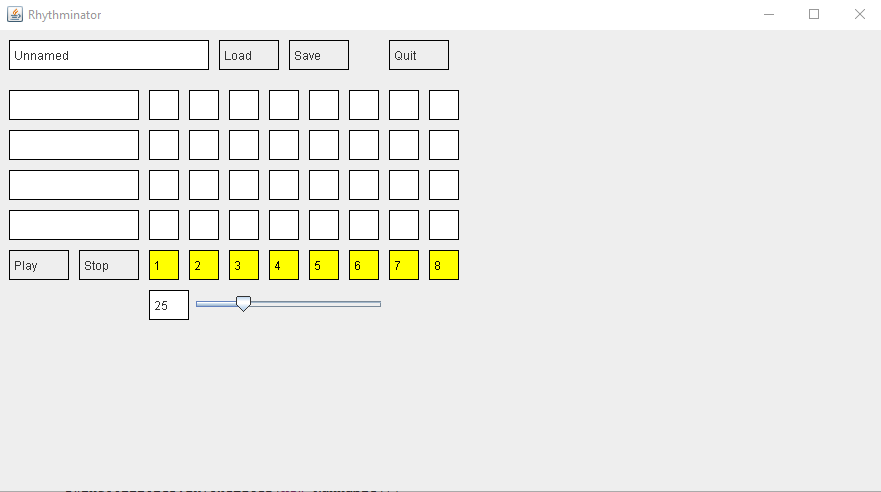 Rhythminator
Unnamed Load Save Quit
Play Stop 1 2 3 4 5 6 7 8
25